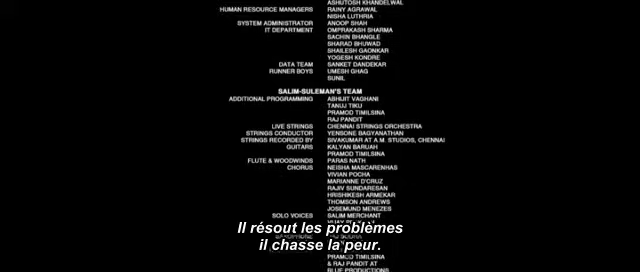 ASHUTOSH KHANDELWAL
HUMAN RESOURCE MANAGERS RAINY AGRAWAL
NISHA LUTHRIA
SYSTEM ADMINISTRATOR ANOOP SHAH
IT DEPARTMENT OMPRAKASH SHARMA
SACHIN BHANGLE
SHARAD BHUWAD
SHAILESH GAONKAR
YOGESH KONDRE
DATA TEAM SANKET DANDEKAR
RUNNER BOYS UMESH GHAG
SUNIL
SALIM-SULEMAN'S TEAM
ADDITIONAL PROGRAMMING ABHIJIT VAGHANI
TANUJ TIKU
PRAMOD TIMILSINA
RAJ PANDIT
LIVE STRINGS CHENNAI STRINGS ORCHESTRA
STRINGS CONDUCTOR YENSONE BAGYANATHAN
STRINGS RECORDED BY SIVAKUMAR AT A.M. STUDIOS, CHENNAI
GUITARS KALYAN BARUAH
PRAMOD TIMILSINA
FLUTE & WOODWINDS PARAS NATH
CHORUS NEISHA MASCARENHAS
VIVIAN POCHA
MARIANNE D'CRUZ
RAJIV SUNDARESAN
HRISHIKESH ARMEKAR
THOMSON ANDREWS
JOSEMUND MENEZES
SOLO VOICES SALIM MERCHANT
Il résout les problèmes
il chasse la peur.
PRAMOD TIMILSINA
& RAJ PANDIT AT
BLUE PRODUCTIONS